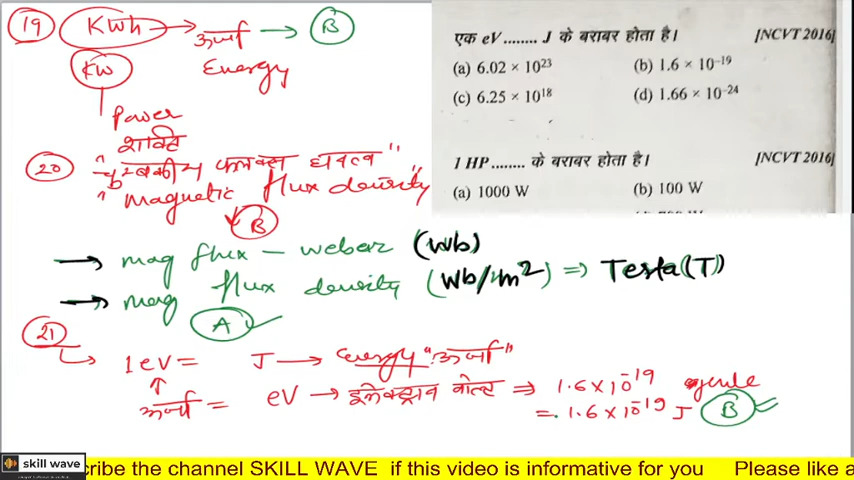 19 KWh → ऊर्जा → B
KW Energy
Power
शक्ति
20 "चुम्बकीय फ्लक्स घनत्व"
" magnetic flux density"
B
→ mag flux – weber (Wb)
→ mag flux density (Wb/m²) ⇒ Tesla(T)
A
21 → 1eV = J → energy "ऊर्जा"
ऊर्जा = eV → इलेक्ट्रान वोल्ट ⇒ 1.6×10⁻¹⁹
= 1.6×10⁻¹⁹ J B
एक eV........ J के बराबर होता है। [NCVT 2016]
(a) 6.02 × 10²³ (b) 1.6 × 10⁻¹⁹
(c) 6.25 × 10¹⁸ (d) 1.66 × 10⁻²⁴
1 HP........ के बराबर होता है। [NCVT 2016]
(a) 1000 W (b) 100 W
skill wave
cribe the channel SKILL WAVE if this video is informative for you Please like a